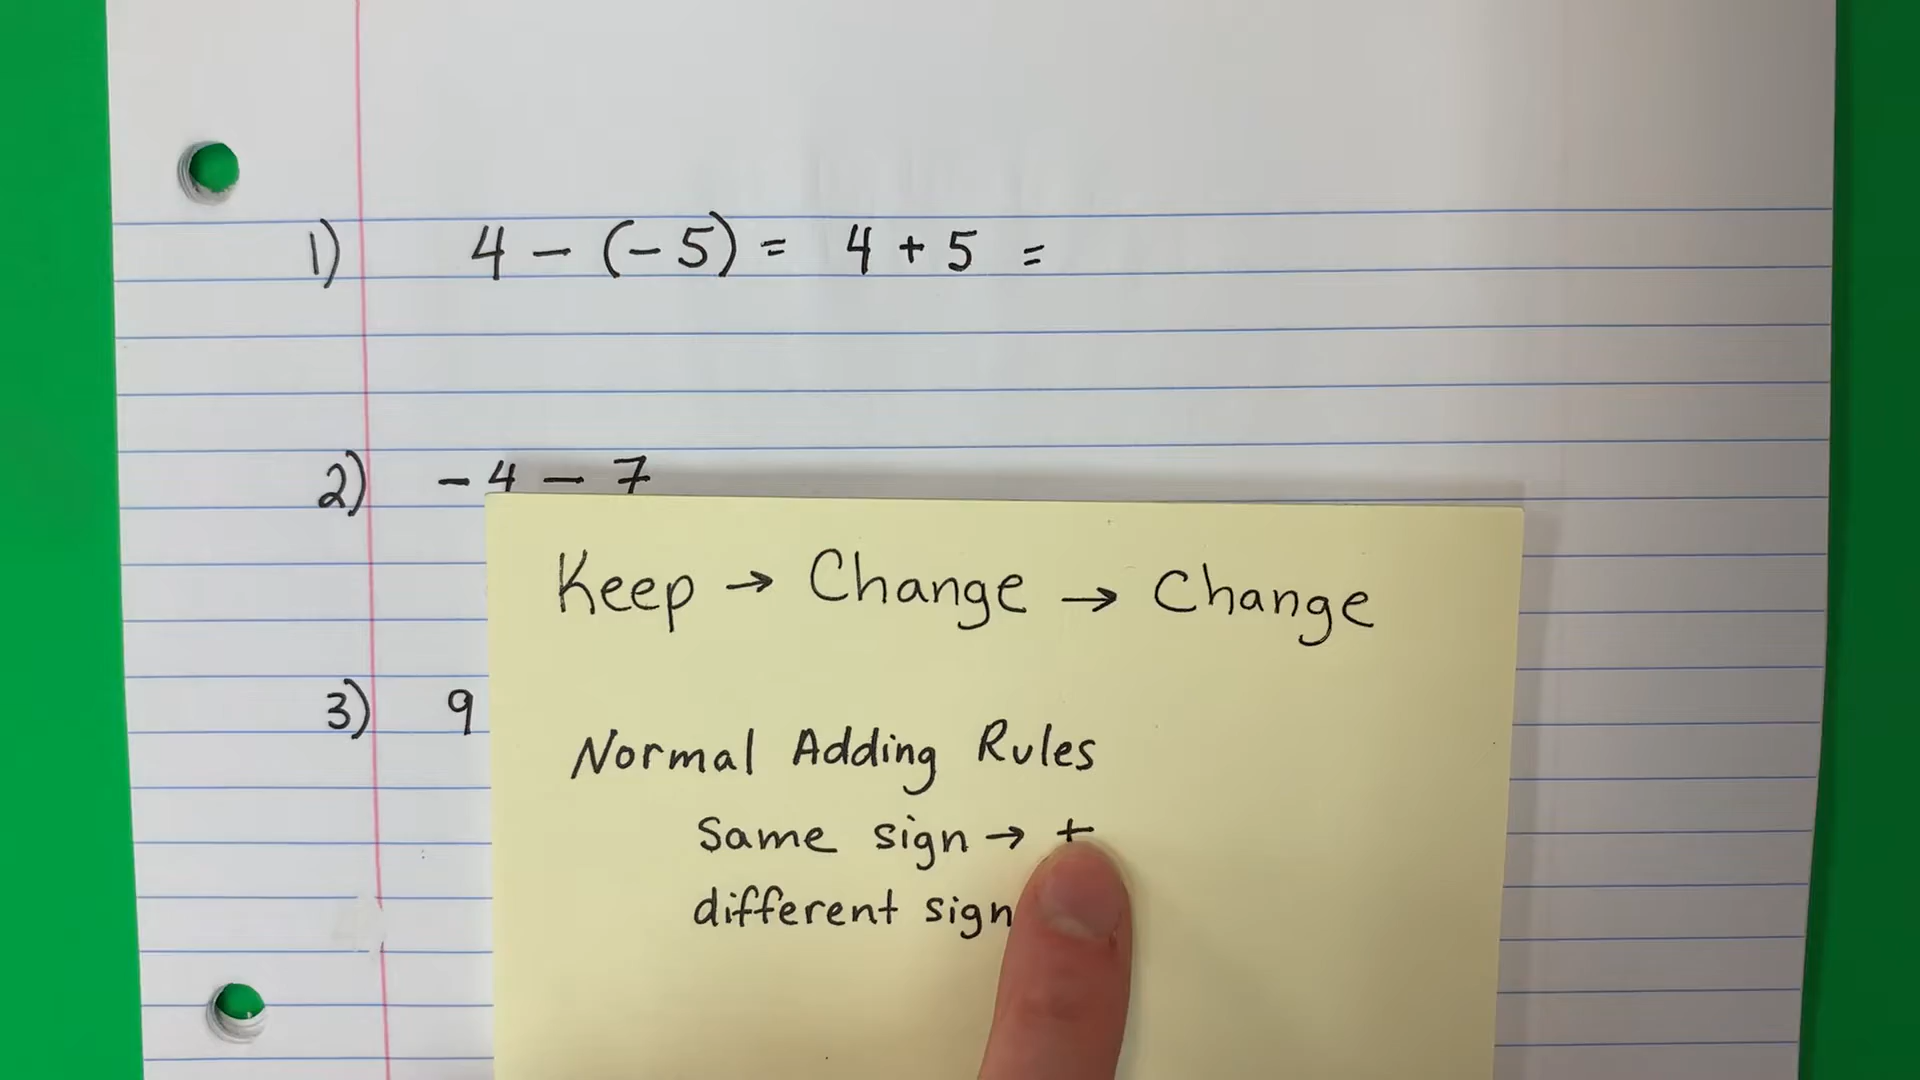 1) 4 - (-5) = 4 + 5 =
2) - 4 - 7
3) 9
Keep → Change → Change
Normal Adding Rules
Same sign → +
different sign